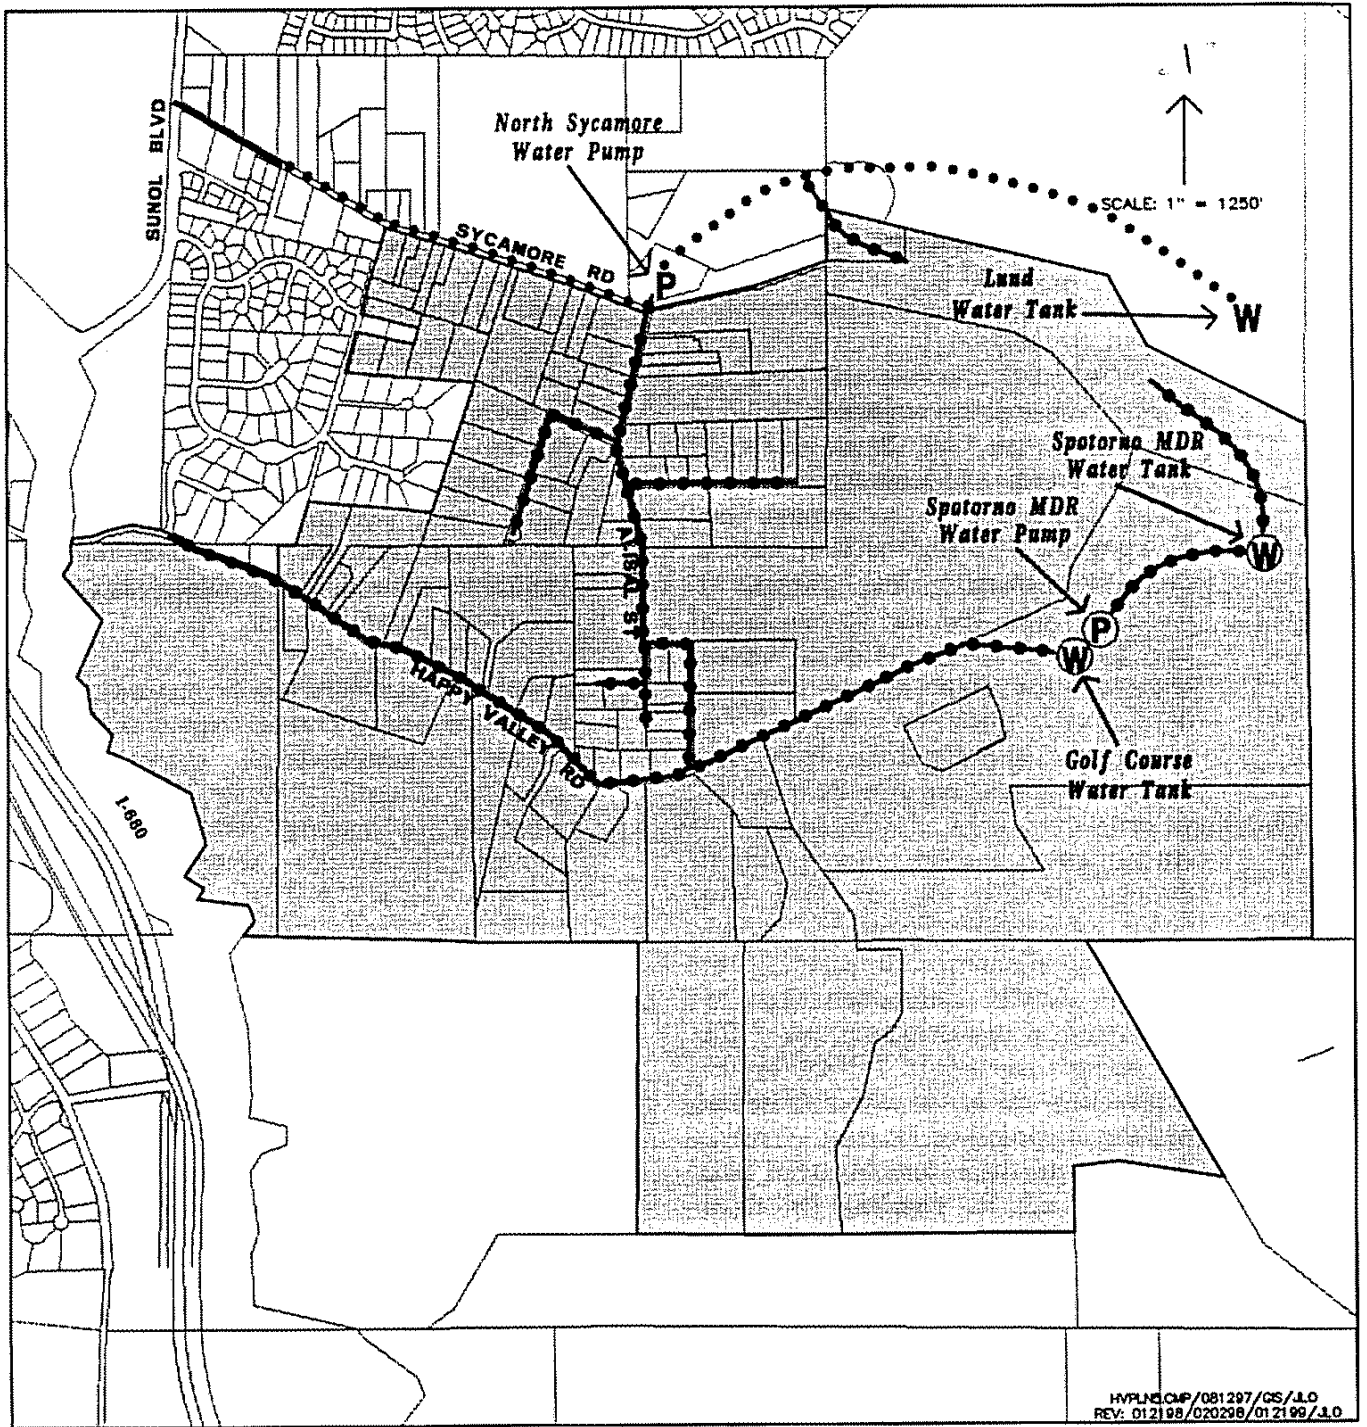 SUNOL BLVD
North Sycamore
Water Pump
P
SYCAMORE RD
SCALE: 1" = 1250'
Lund
Water Tank
W
Spotorno MDR
Water Tank
W
Spotorno MDR
Water Pump
P
W
Golf Course
Water Tank
ALISAL ST
HAPPY VALLEY RD
I-680
HVPLN5.CMP/081297/GIS/JLO
REV: 012198/020298/012199/JLO